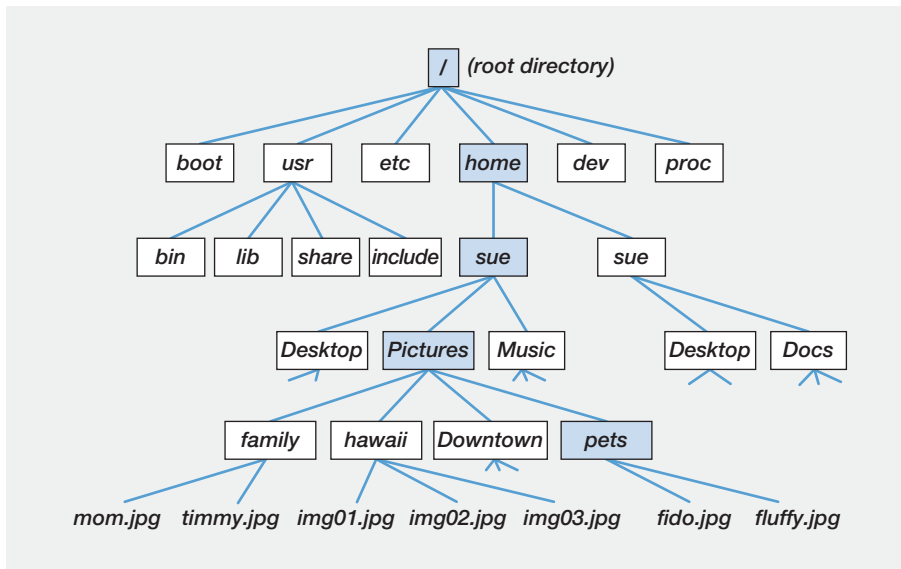 / (root directory)
boot usr etc home dev proc
bin lib share include sue sue
Desktop Pictures Music Desktop Docs
family hawaii Downtown pets
mom.jpg timmy.jpg img01.jpg img02.jpg img03.jpg fido.jpg fluffy.jpg